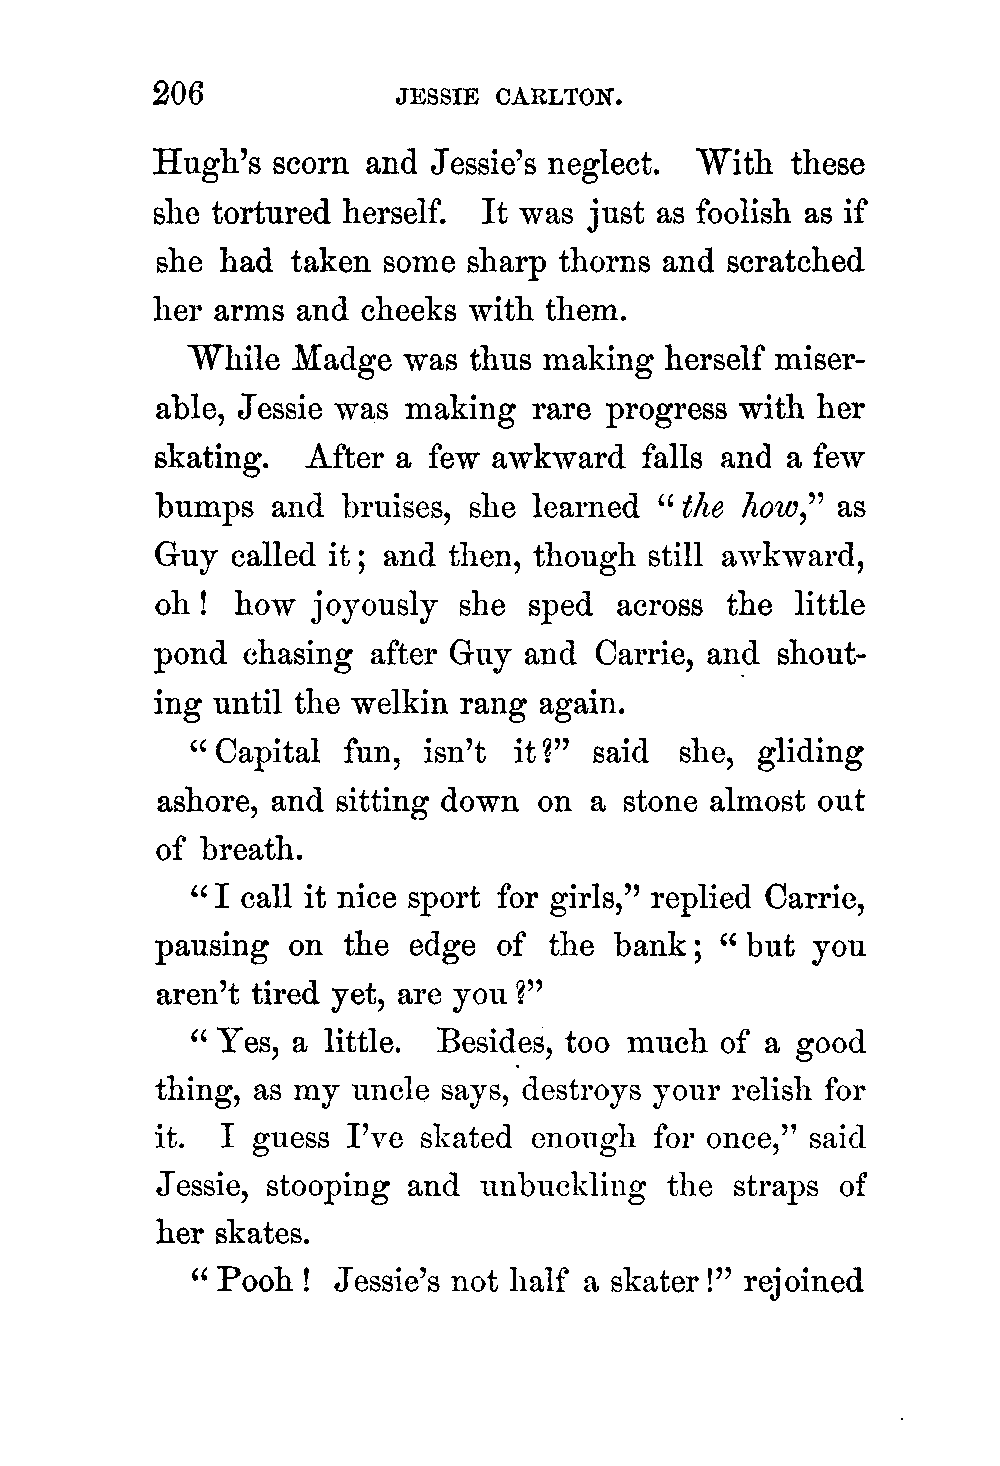 206 JESSIE CARLTON.
Hugh's scorn and Jessie's neglect. With these
she tortured herself. It was just as foolish as if
she had taken some sharp thorns and scratched
her arms and cheeks with them.
While Madge was thus making herself miser-
able, Jessie was making rare progress with her
skating. After a few awkward falls and a few
bumps and bruises, she learned "the how," as
Guy called it; and then, though still awkward,
oh! how joyously she sped across the little
pond chasing after Guy and Carrie, and shout-
ing until the welkin rang again.
"Capital fun, isn't it?" said she, gliding
ashore, and sitting down on a stone almost out
of breath.
"I call it nice sport for girls," replied Carrie,
pausing on the edge of the bank; "but you
aren't tired yet, are you?"
"Yes, a little. Besides, too much of a good
thing, as my uncle says, destroys your relish for
it. I guess I've skated enough for once," said
Jessie, stooping and unbuckling the straps of
her skates.
"Pooh! Jessie's not half a skater!" rejoined